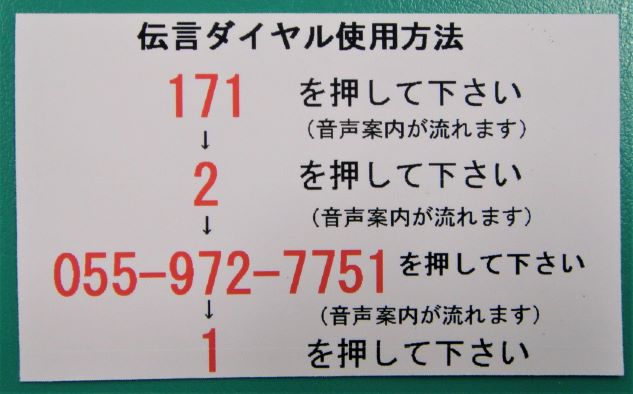 伝言ダイヤル使用方法
171 を押して下さい
↓ (音声案内が流れます)
2 を押して下さい
↓ (音声案内が流れます)
055-972-7751 を押して下さい
↓ (音声案内が流れます)
1 を押して下さい